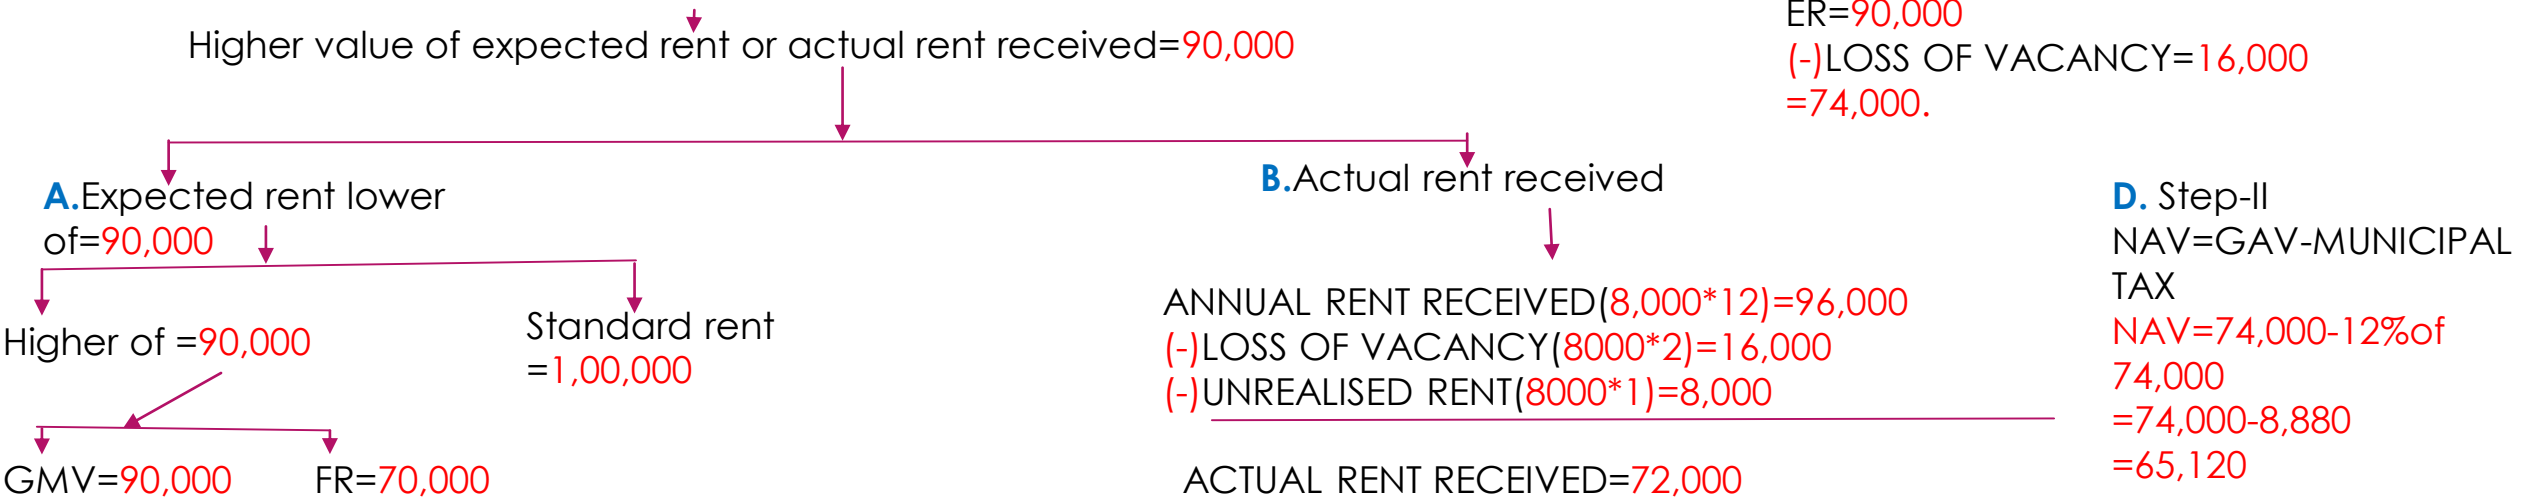 Higher value of expected rent or actual rent received=90,000
ER=90,000
(-)LOSS OF VACANCY=16,000
=74,000.
A.Expected rent lower
of=90,000
B.Actual rent received
Higher of =90,000
Standard rent
=1,00,000
GMV=90,000
FR=70,000
ANNUAL RENT RECEIVED(8,000*12)=96,000
(-)LOSS OF VACANCY(8000*2)=16,000
(-)UNREALISED RENT(8000*1)=8,000
ACTUAL RENT RECEIVED=72,000
D. Step-II
NAV=GAV-MUNICIPAL
TAX
NAV=74,000-12%of
74,000
=74,000-8,880
=65,120